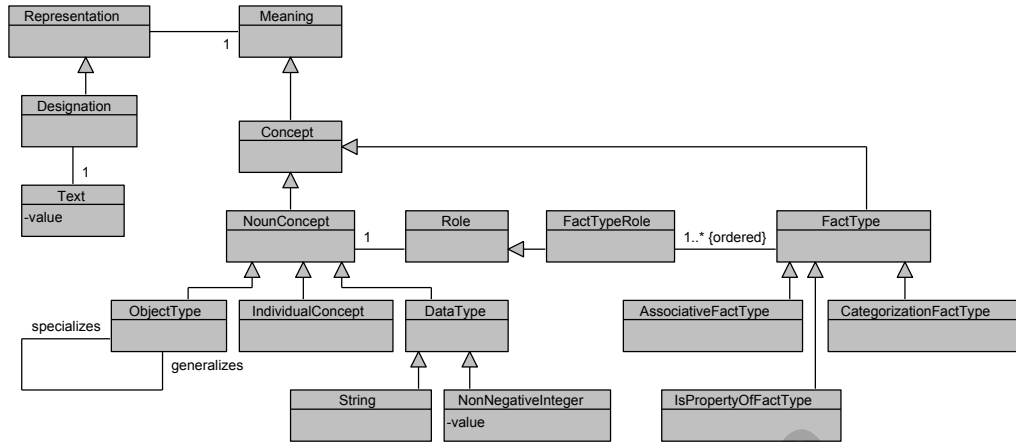 Representation
Meaning
1
Designation
Concept
1
Text
-value
NounConcept
Role
FactTypeRole
FactType
1
1..* {ordered}
ObjectType
IndividualConcept
DataType
AssociativeFactType
CategorizationFactType
specializes
generalizes
String
NonNegativeInteger
-value
IsPropertyOfFactType